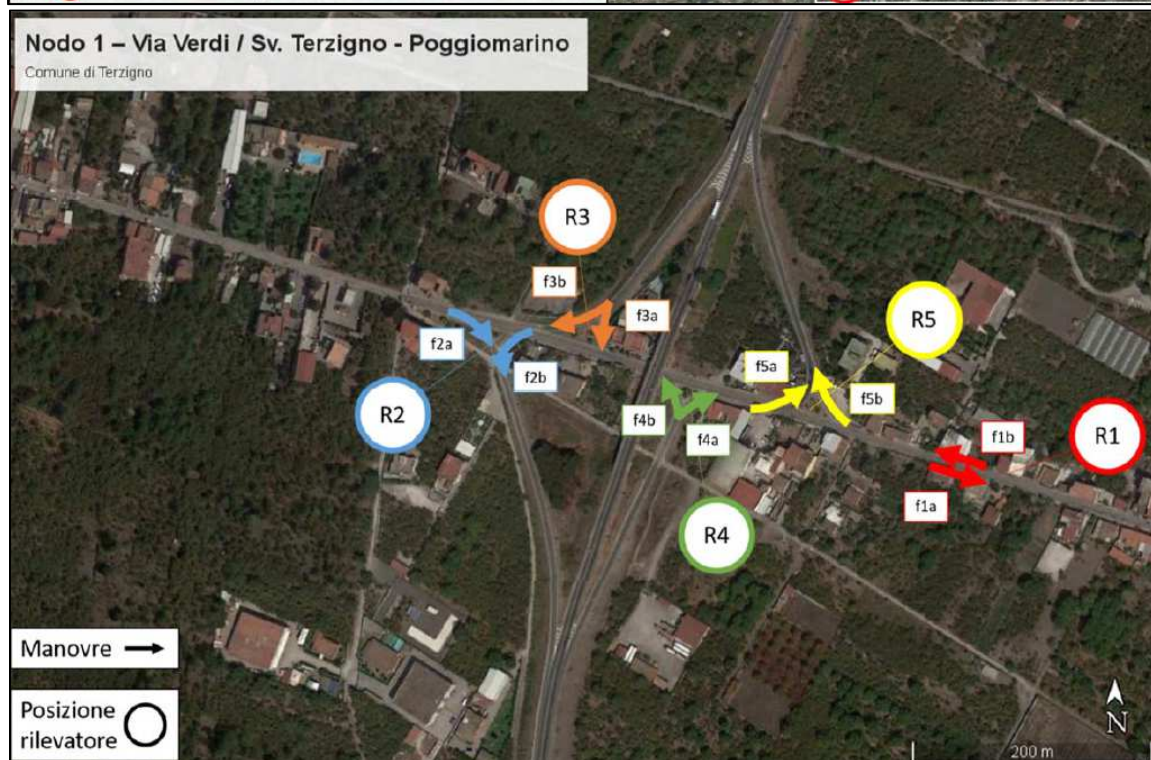 Nodo 1 – Via Verdi / Sv. Terzigno - Poggiomarino
Comune di Terzigno
R3
f3b
f3a
R5
f2a
f5a
f2b
f5b
R2
f4b
f4a
f1b
R1
f1a
R4
Manovre
Posizione
rilevatore
N
200 m